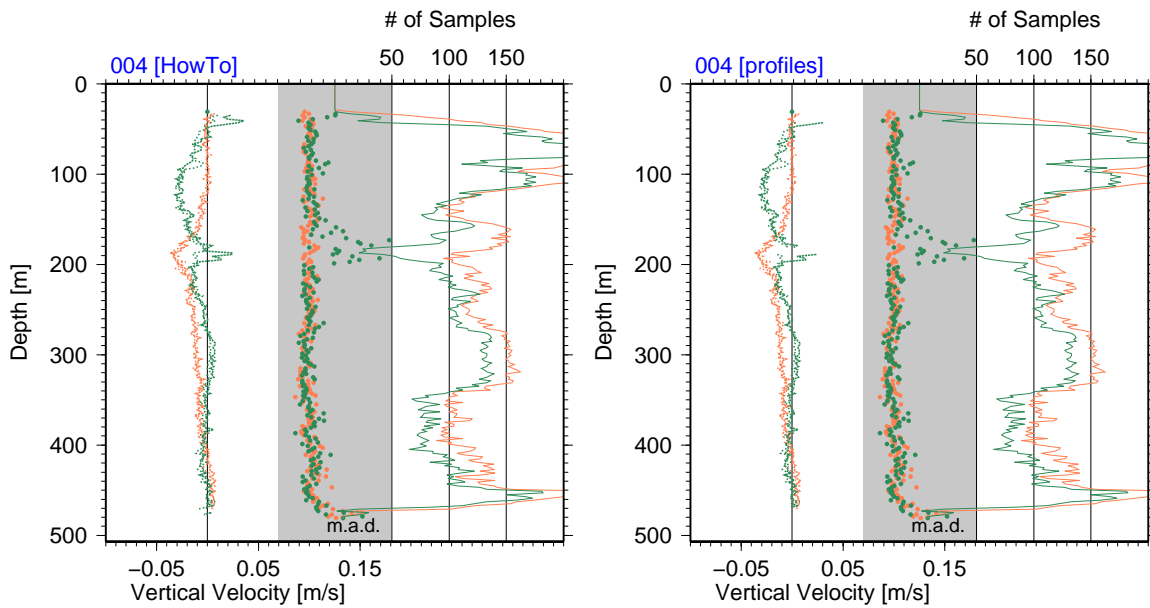 # of Samples
50 100 150
004 [HowTo]
0
100
200
300
400
500
Depth [m]
m.a.d.
−0.05 0.05 0.15
Vertical Velocity [m/s]
# of Samples
50 100 150
004 [profiles]
0
100
200
300
400
500
Depth [m]
m.a.d.
−0.05 0.05 0.15
Vertical Velocity [m/s]